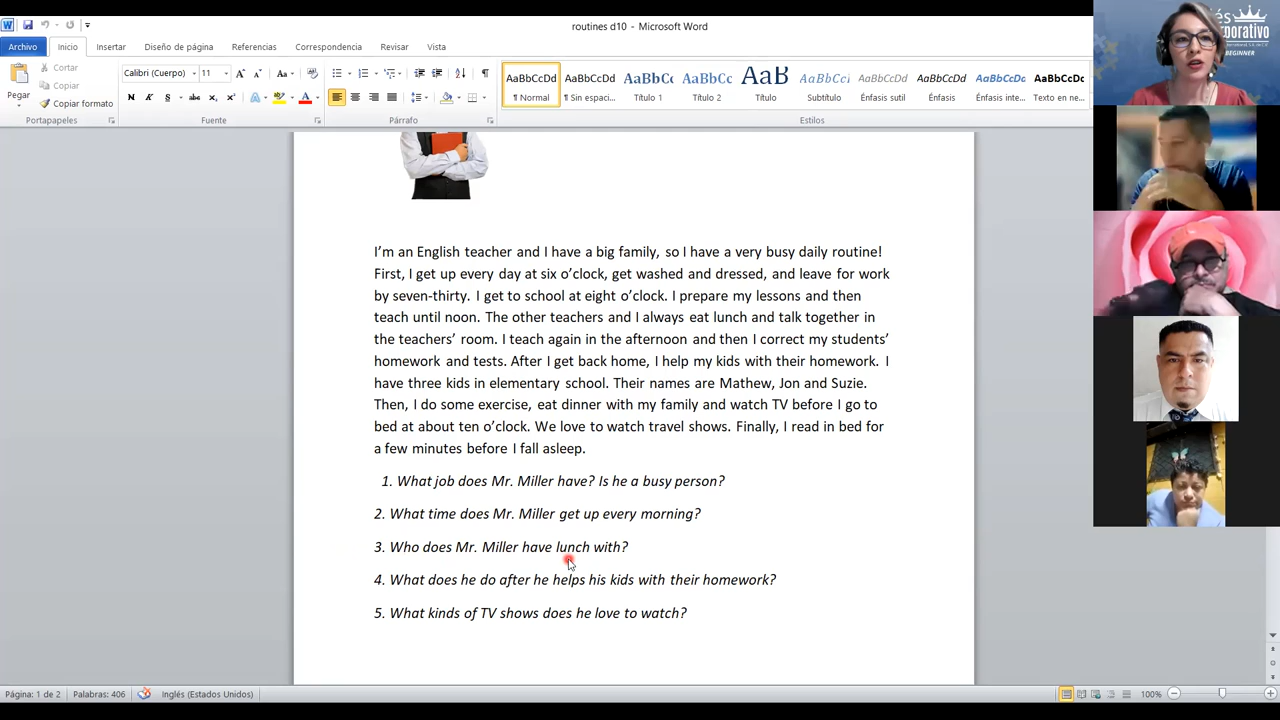 routines d10 - Microsoft Word
Archivo Inicio Insertar Diseño de página Referencias Correspondencia Revisar Vista
Pegar
Cortar
Copiar
Copiar formato
Portapapeles
Calibri (Cuerpo) 11
Fuente
Párrafo
AaBbCcDd AaBbCcDd AaBbC AaBbCc AaB AaBbCcI AaBbCcDd AaBbCcDd AaBbCcDd AaBbCcDc
¶ Normal ¶ Sin espaci... Título 1 Título 2 Título Subtítulo Énfasis sutil Énfasis Énfasis inte... Texto en ne...
Estilos
BEGINNER
I’m an English teacher and I have a big family, so I have a very busy daily routine!
First, I get up every day at six o’clock, get washed and dressed, and leave for work
by seven-thirty. I get to school at eight o’clock. I prepare my lessons and then
teach until noon. The other teachers and I always eat lunch and talk together in
the teachers’ room. I teach again in the afternoon and then I correct my students’
homework and tests. After I get back home, I help my kids with their homework. I
have three kids in elementary school. Their names are Mathew, Jon and Suzie.
Then, I do some exercise, eat dinner with my family and watch TV before I go to
bed at about ten o’clock. We love to watch travel shows. Finally, I read in bed for
a few minutes before I fall asleep.
1. What job does Mr. Miller have? Is he a busy person?
2. What time does Mr. Miller get up every morning?
3. Who does Mr. Miller have lunch with?
4. What does he do after he helps his kids with their homework?
5. What kinds of TV shows does he love to watch?
Página: 1 de 2 Palabras: 406 Inglés (Estados Unidos) 100%